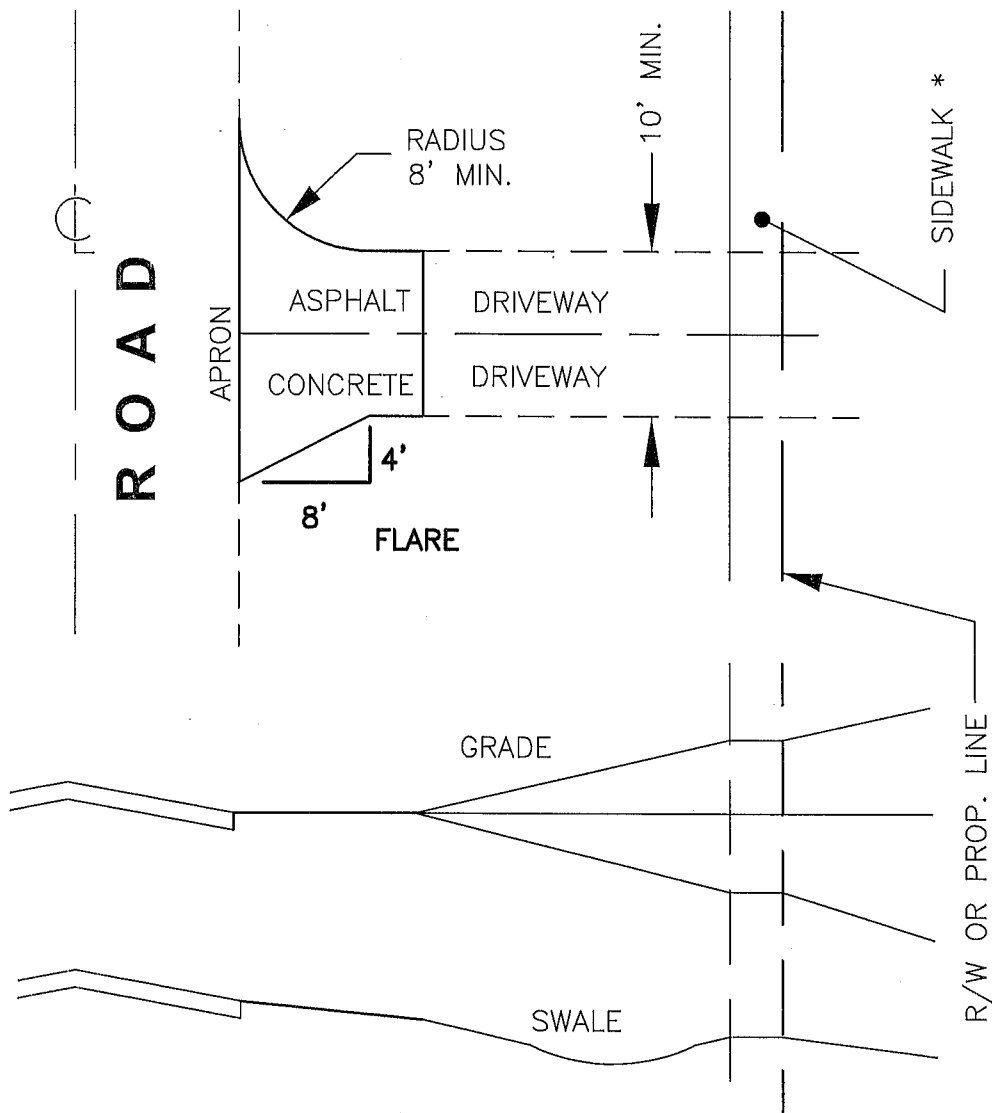 10' MIN.
RADIUS
8' MIN.
SIDEWALK *
℄
ROAD
APRON
ASPHALT
DRIVEWAY
CONCRETE
DRIVEWAY
4'
8'
FLARE
GRADE
R/W OR PROP. LINE
SWALE